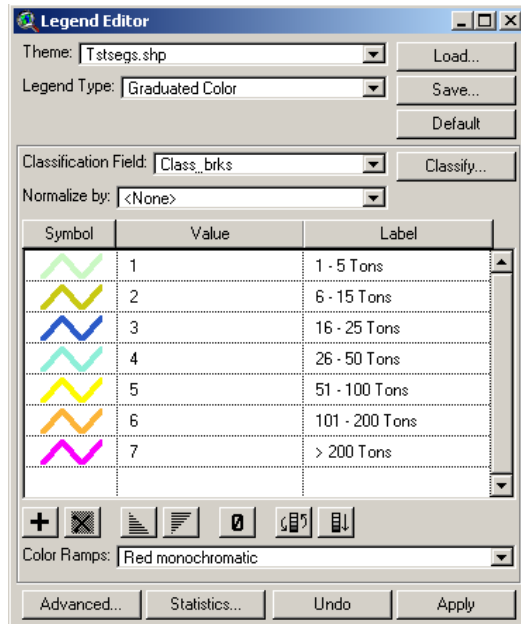 Legend Editor
Theme: Tstsegs.shp
Load...
Legend Type: Graduated Color
Save...
Default
Classification Field: Class_brks
Classify...
Normalize by: <None>
Symbol Value Label
1 1 - 5 Tons
2 6 - 15 Tons
3 16 - 25 Tons
4 26 - 50 Tons
5 51 - 100 Tons
6 101 - 200 Tons
7 > 200 Tons
Color Ramps: Red monochromatic
Advanced... Statistics... Undo Apply